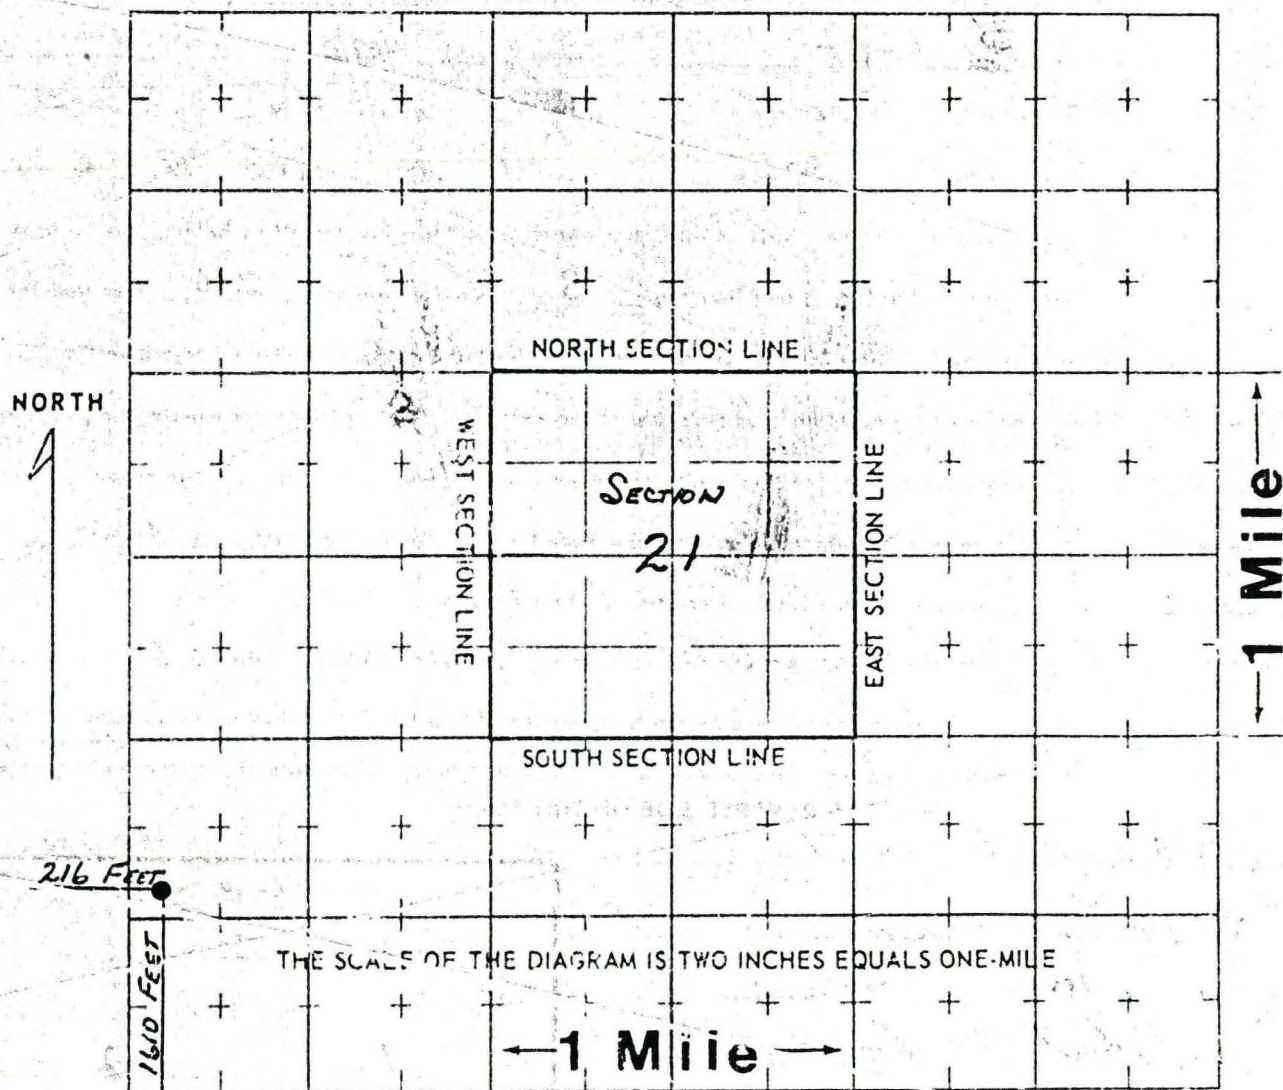 NORTH SECTION LINE
NORTH
WEST SECTION LINE
SECTION
21
EAST SECTION LINE
1 Mile
SOUTH SECTION LINE
216 FEET
1610 FEET
THE SCALE OF THE DIAGRAM IS TWO INCHES EQUALS ONE-MILE
1 Mile